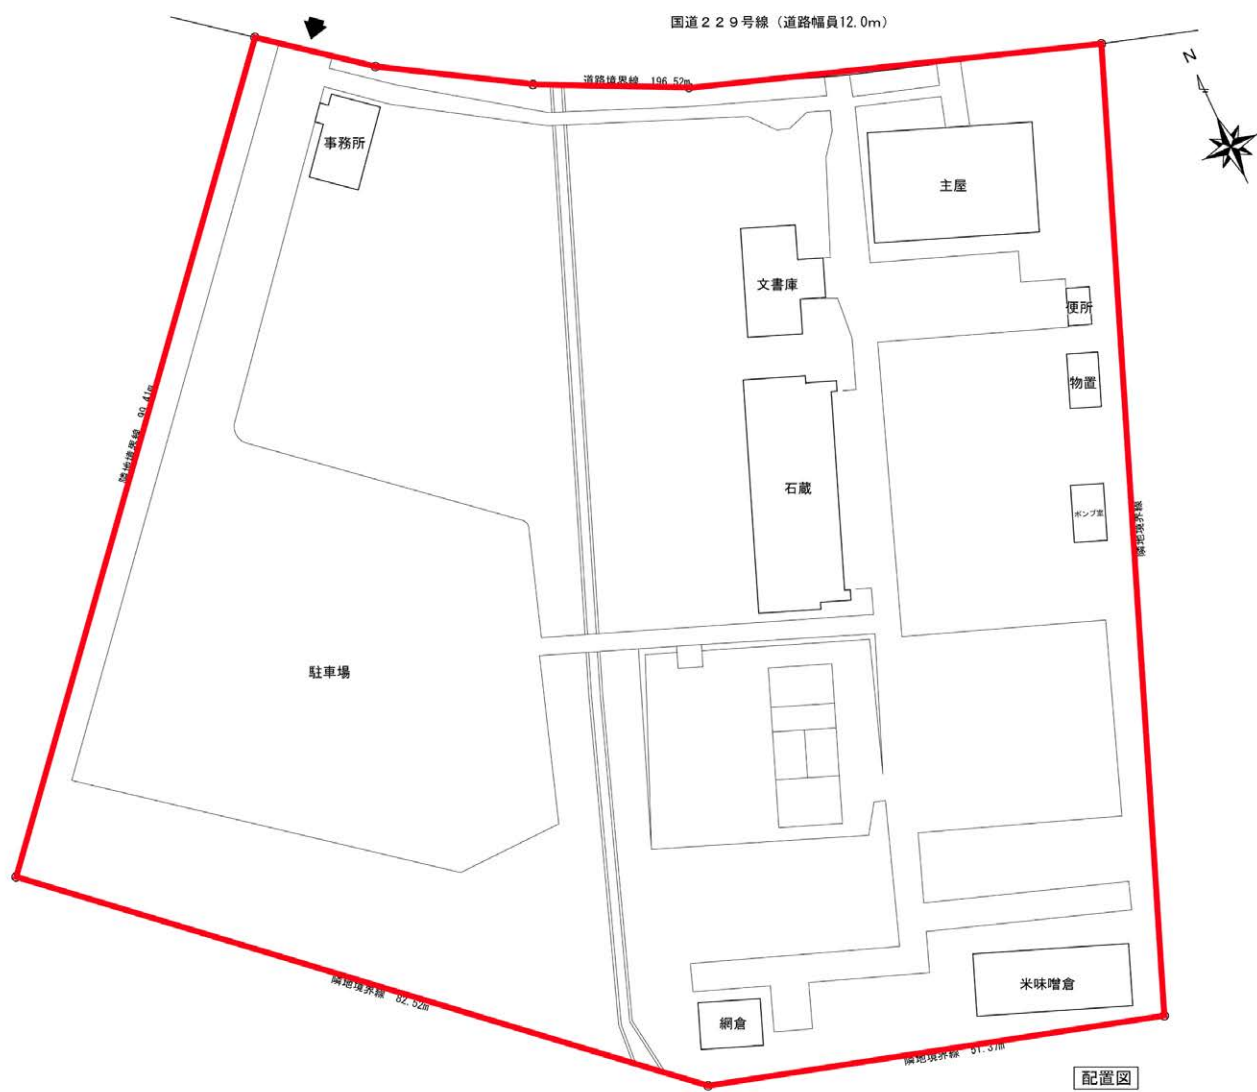 国道229号線(道路幅員12.0m)
道路境界線 196.52m
N
事務所
主屋
文書庫
便所
物置
隣地境界線 99.41m
石蔵
ポンプ室
隣地境界線
駐車場
米味噌倉
隣地境界線 82.52m
網倉
隣地境界線 51.37m
配置図